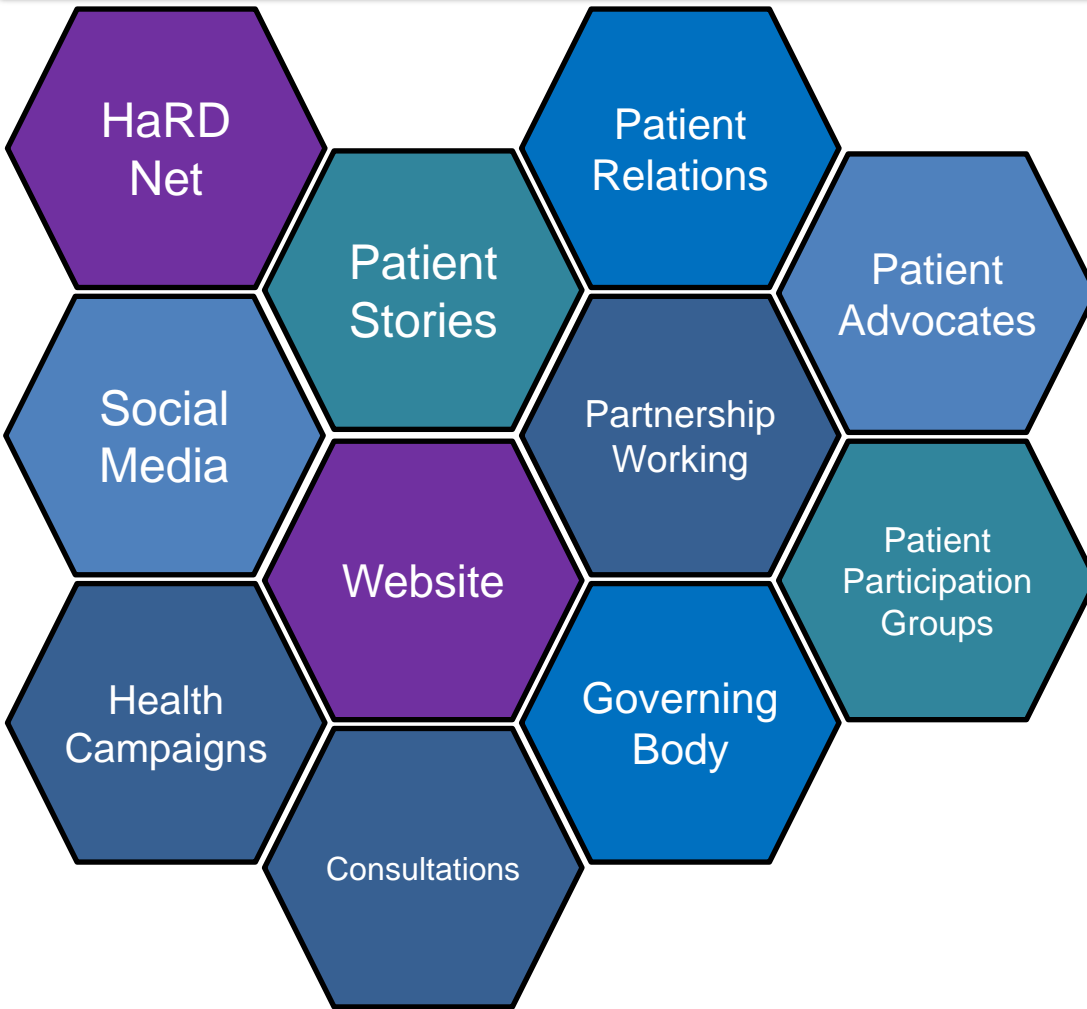 HaRD
Net
Patient
Relations
Patient
Stories
Patient
Advocates
Social
Media
Partnership
Working
Website
Patient
Participation
Groups
Health
Campaigns
Governing
Body
Consultations